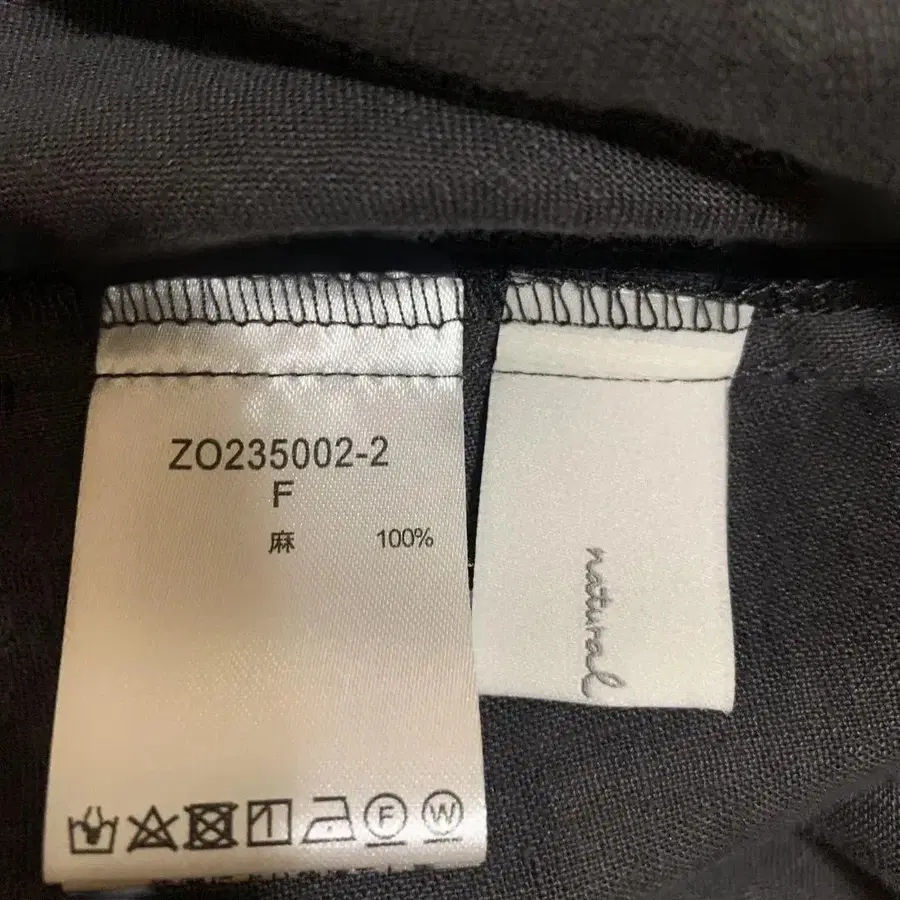 ZO235002-2
F
麻 100%
F W
natural